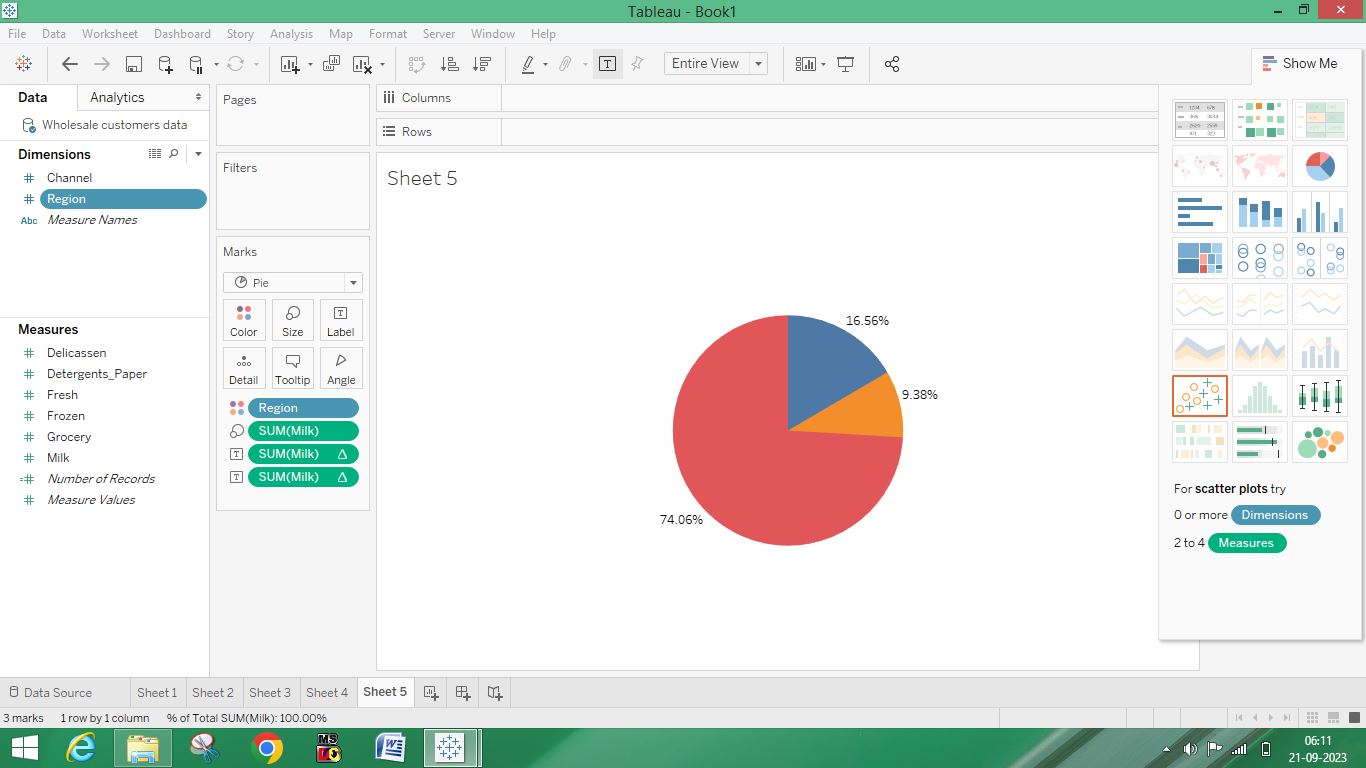 Tableau - Book1
File Data Worksheet Dashboard Story Analysis Map Format Server Window Help
Entire View
Show Me
Data Analytics
Wholesale customers data
Dimensions
Channel
Region
Abc Measure Names
Measures
Delicassen
Detergents_Paper
Fresh
Frozen
Grocery
Milk
Number of Records
Measure Values
Pages
Filters
Marks
Pie
Color Size Label
Detail Tooltip Angle
Region
SUM(Milk)
SUM(Milk)
SUM(Milk)
Columns
Rows
Sheet 5
16.56%
9.38%
74.06%
For scatter plots try
0 or more Dimensions
2 to 4 Measures
Data Source Sheet 1 Sheet 2 Sheet 3 Sheet 4 Sheet 5
3 marks 1 row by 1 column % of Total SUM(Milk): 100.00%
06:11
21-09-2023